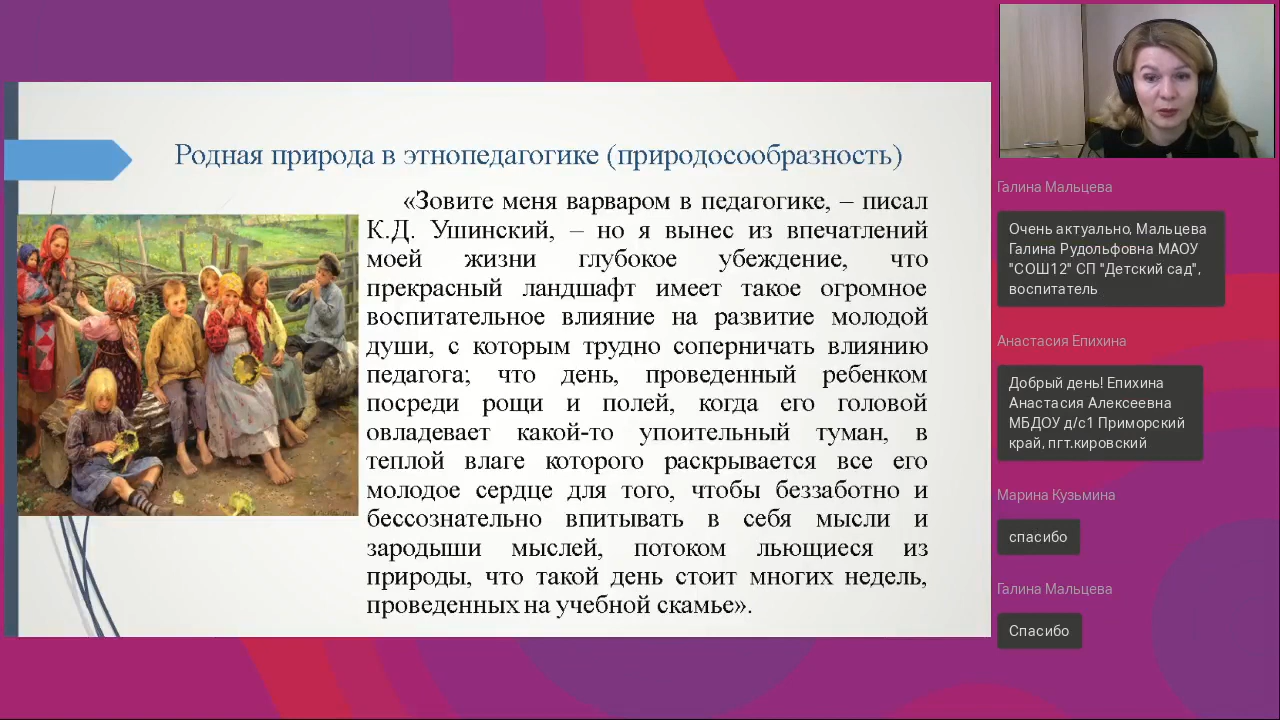 Родная природа в этнопедагогике (природосообразность)
«Зовите меня варваром в педагогике, – писал
К.Д. Ушинский, – но я вынес из впечатлений
моей жизни глубокое убеждение, что
прекрасный ландшафт имеет такое огромное
воспитательное влияние на развитие молодой
души, с которым трудно соперничать влиянию
педагога; что день, проведенный ребенком
посреди рощи и полей, когда его головой
овладевает какой-то упоительный туман, в
теплой влаге которого раскрывается все его
молодое сердце для того, чтобы беззаботно и
бессознательно впитывать в себя мысли и
зародыши мыслей, потоком льющиеся из
природы, что такой день стоит многих недель,
проведенных на учебной скамье».
Галина Мальцева
Очень актуально, Мальцева
Галина Рудольфовна МАОУ
"СОШ12" СП "Детский сад",
воспитатель
Анастасия Епихина
Добрый день! Епихина
Анастасия Алексеевна
МБДОУ д/с1 Приморский
край, пгт.кировский
Марина Кузьмина
спасибо
Галина Мальцева
Спасибо